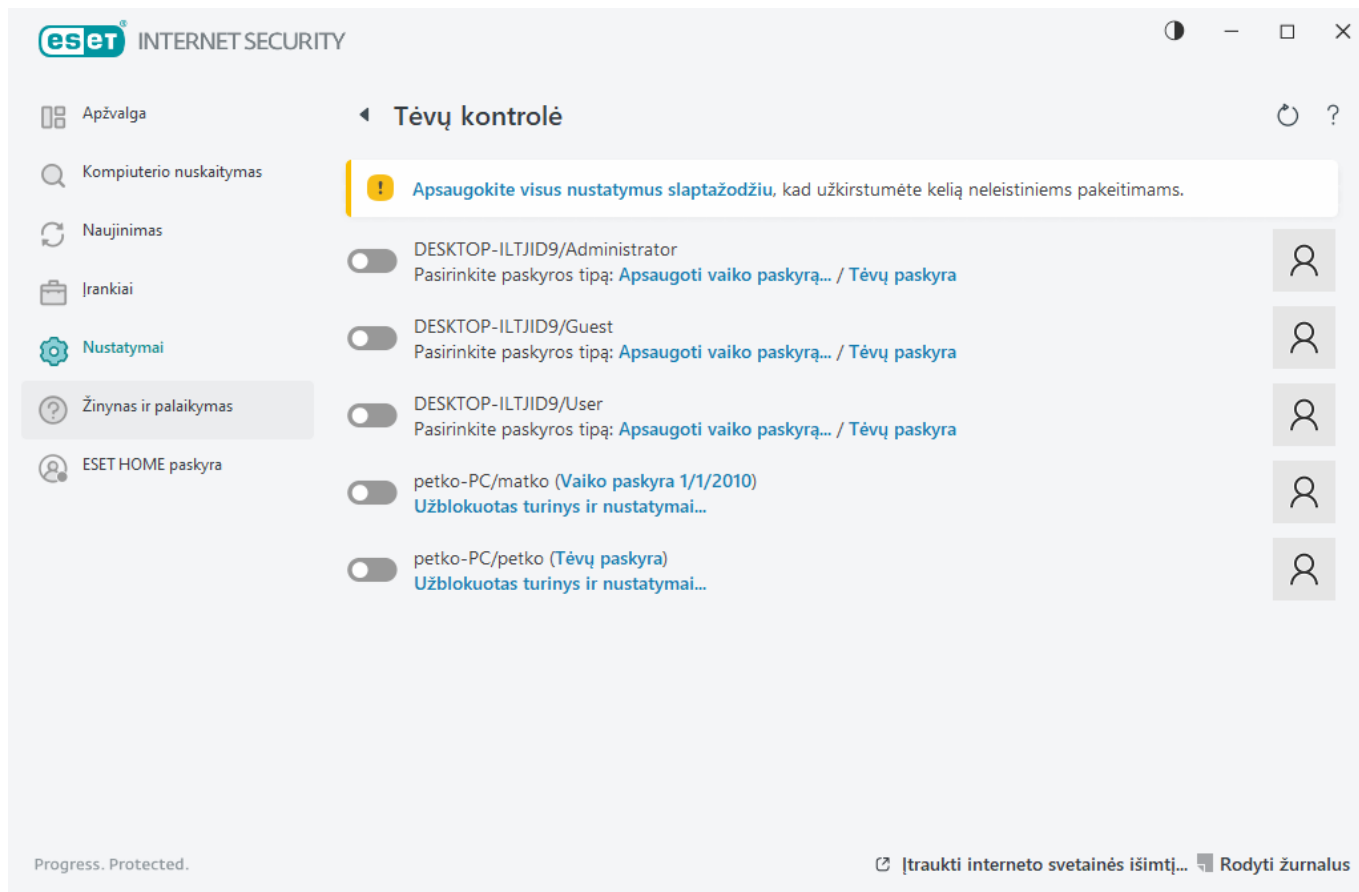 eset® INTERNET SECURITY
Apžvalga
Kompiuterio nuskaitymas
Naujinimas
Įrankiai
Nustatymai
Žinynas ir palaikymas
ESET HOME paskyra
Tėvų kontrolė
?
! Apsaugokite visus nustatymus slaptažodžiu, kad užkirstumėte kelią neleistiniems pakeitimams.
DESKTOP-ILTJID9/Administrator
Pasirinkite paskyros tipą: Apsaugoti vaiko paskyrą... / Tėvų paskyra
DESKTOP-ILTJID9/Guest
Pasirinkite paskyros tipą: Apsaugoti vaiko paskyrą... / Tėvų paskyra
DESKTOP-ILTJID9/User
Pasirinkite paskyros tipą: Apsaugoti vaiko paskyrą... / Tėvų paskyra
petko-PC/matko (Vaiko paskyra 1/1/2010)
Užblokuotas turinys ir nustatymai...
petko-PC/petko (Tėvų paskyra)
Užblokuotas turinys ir nustatymai...
Progress. Protected.
Įtraukti interneto svetainės išimtį... Rodyti žurnalus